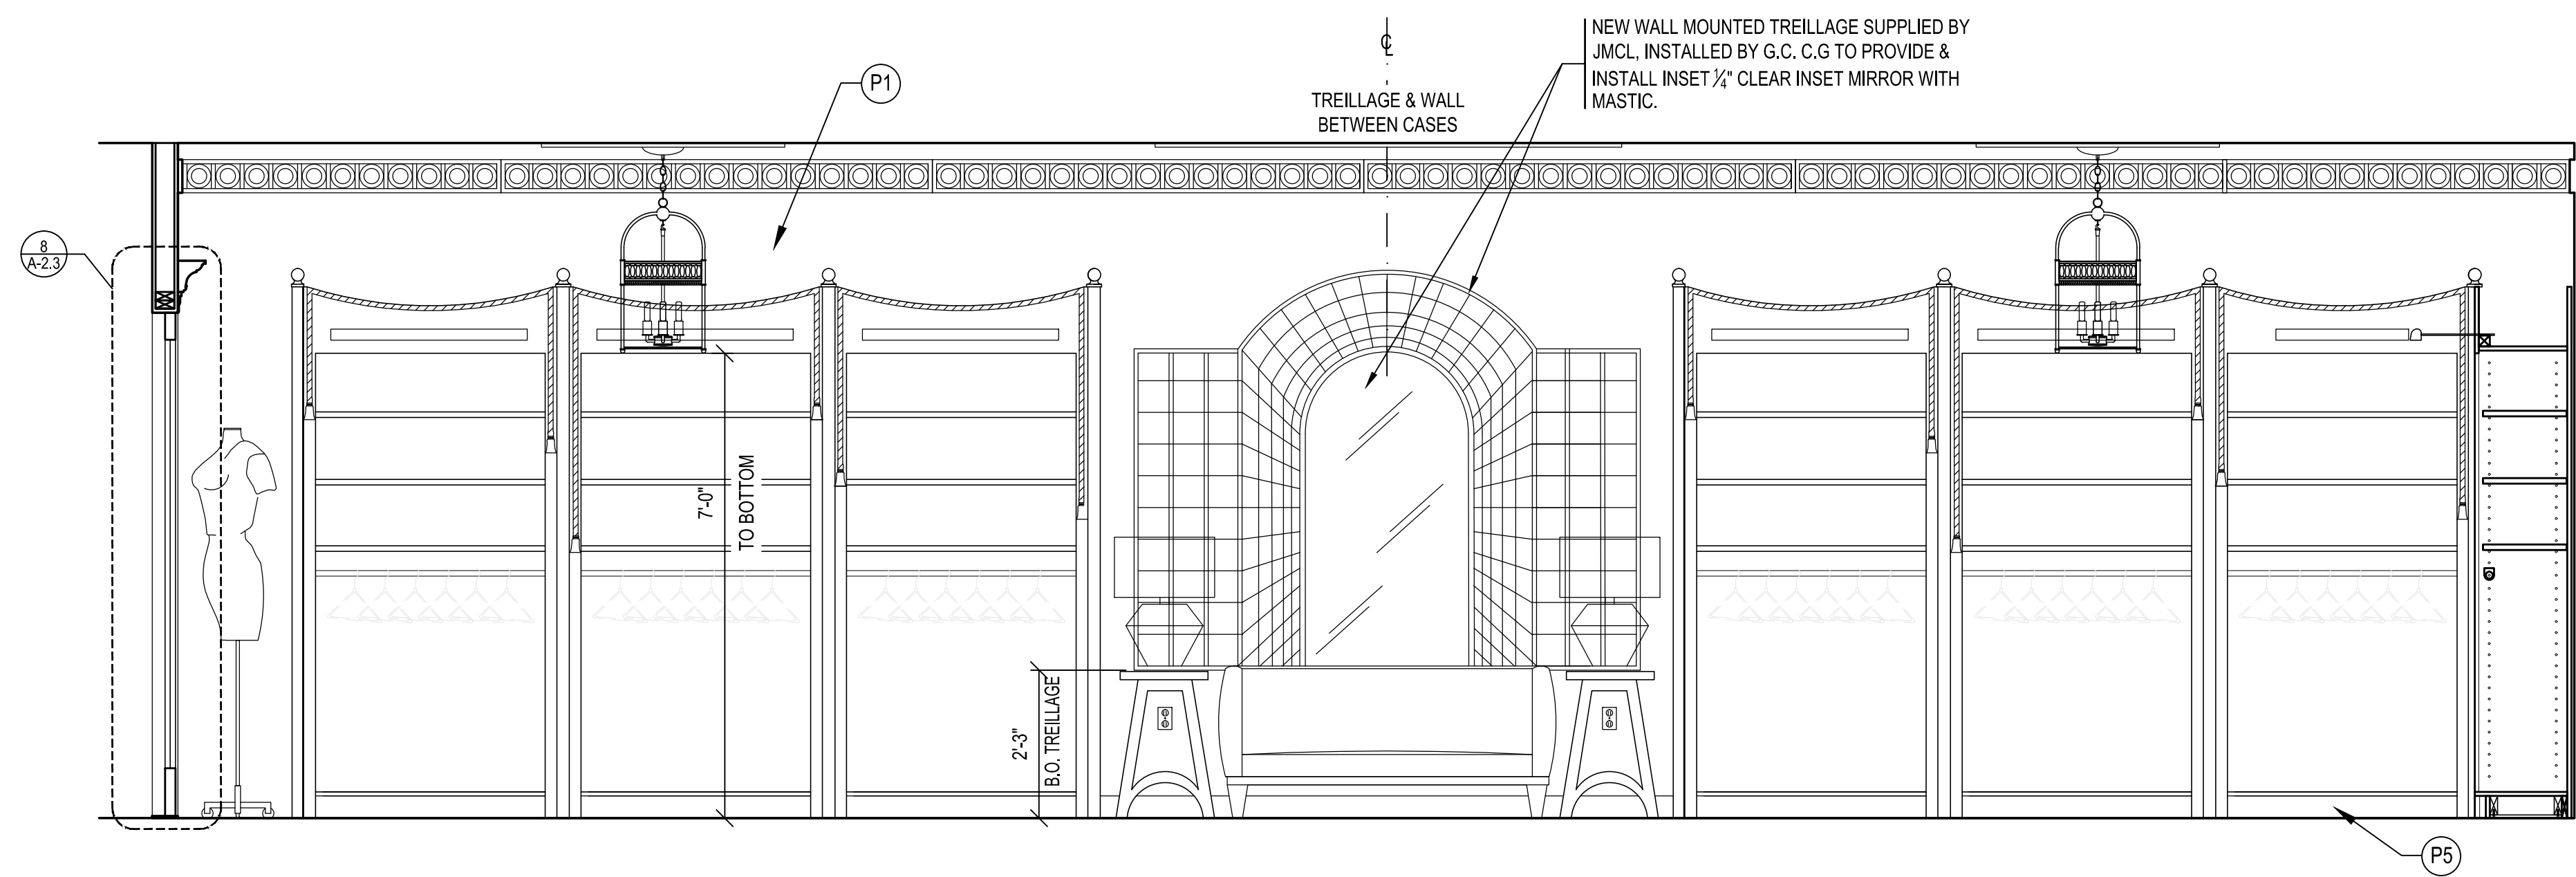 NEW WALL MOUNTED TREILLAGE SUPPLIED BY
JMCL, INSTALLED BY G.C. C.G TO PROVIDE &
INSTALL INSET 1/4" CLEAR INSET MIRROR WITH
MASTIC.
℄
P1
TREILLAGE & WALL
BETWEEN CASES
8
A-2.3
7'-0"
TO BOTTOM
2'-3"
B.O. TREILLAGE
P5